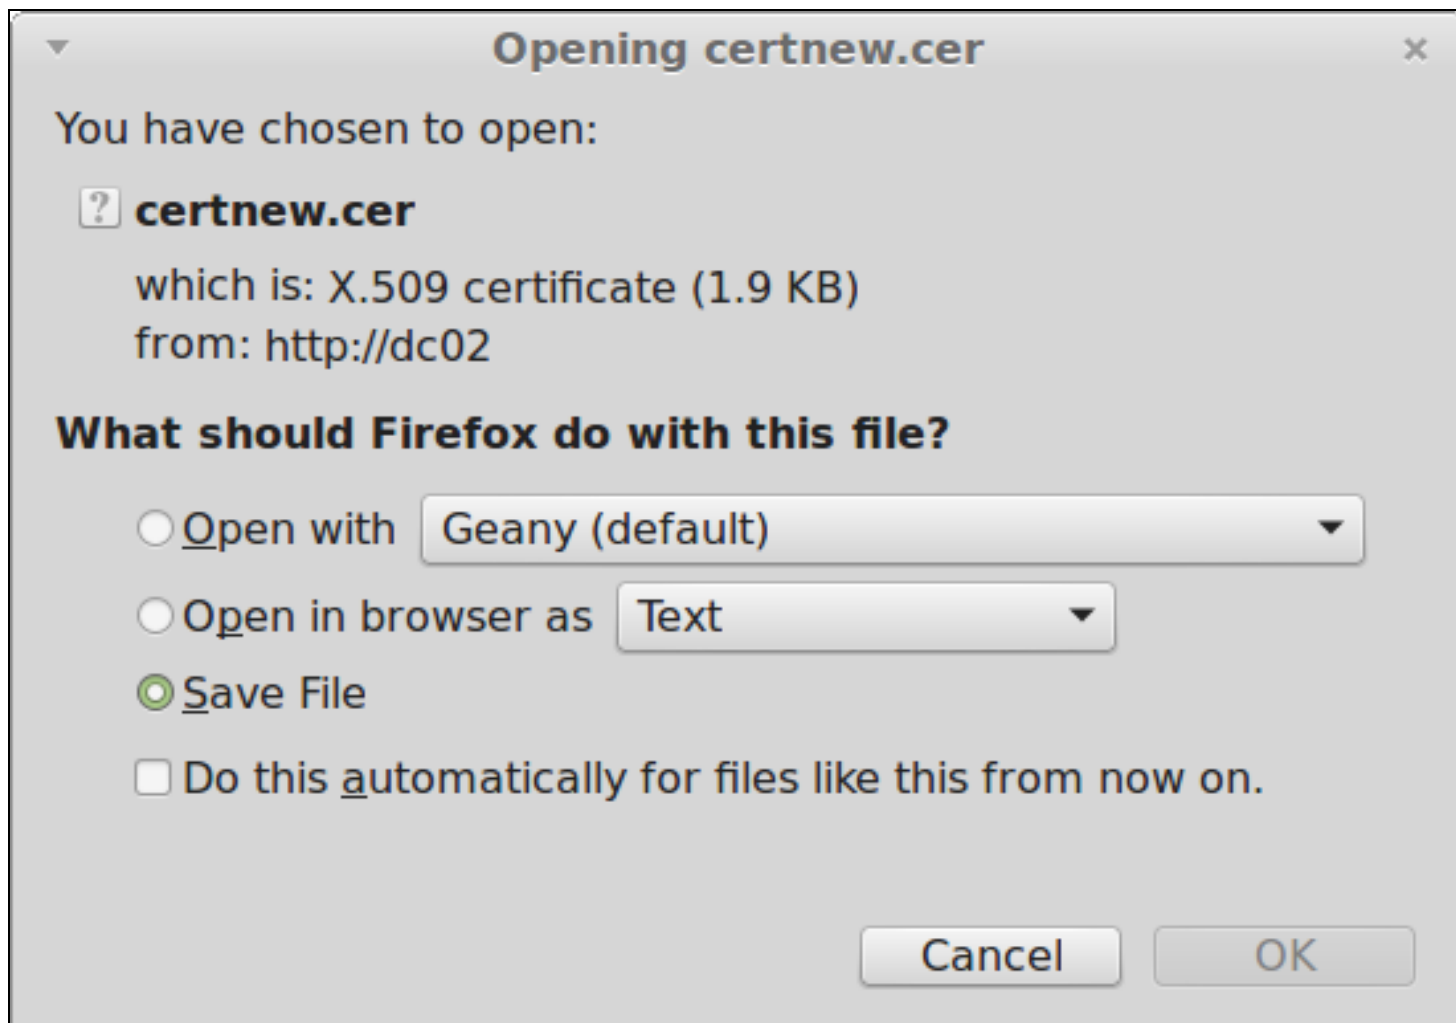 Opening certnew.cer
You have chosen to open:
certnew.cer
which is: X.509 certificate (1.9 KB)
from: http://dc02
What should Firefox do with this file?
Open with Geany (default)
Open in browser as Text
Save File
Do this automatically for files like this from now on.
Cancel OK